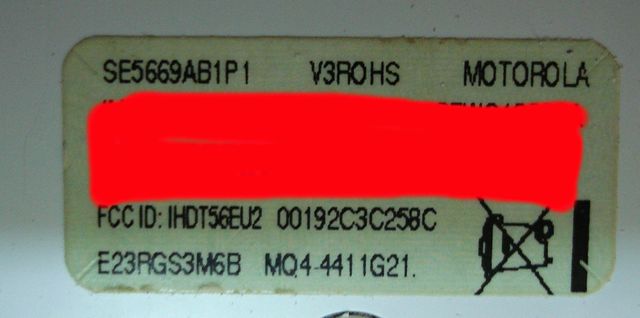 SE5669AB1P1 V3ROHS MOTOROLA
FCC ID: IHDT56EU2 00192C3C258C
E23RGS3M6B MQ4-4411G21.